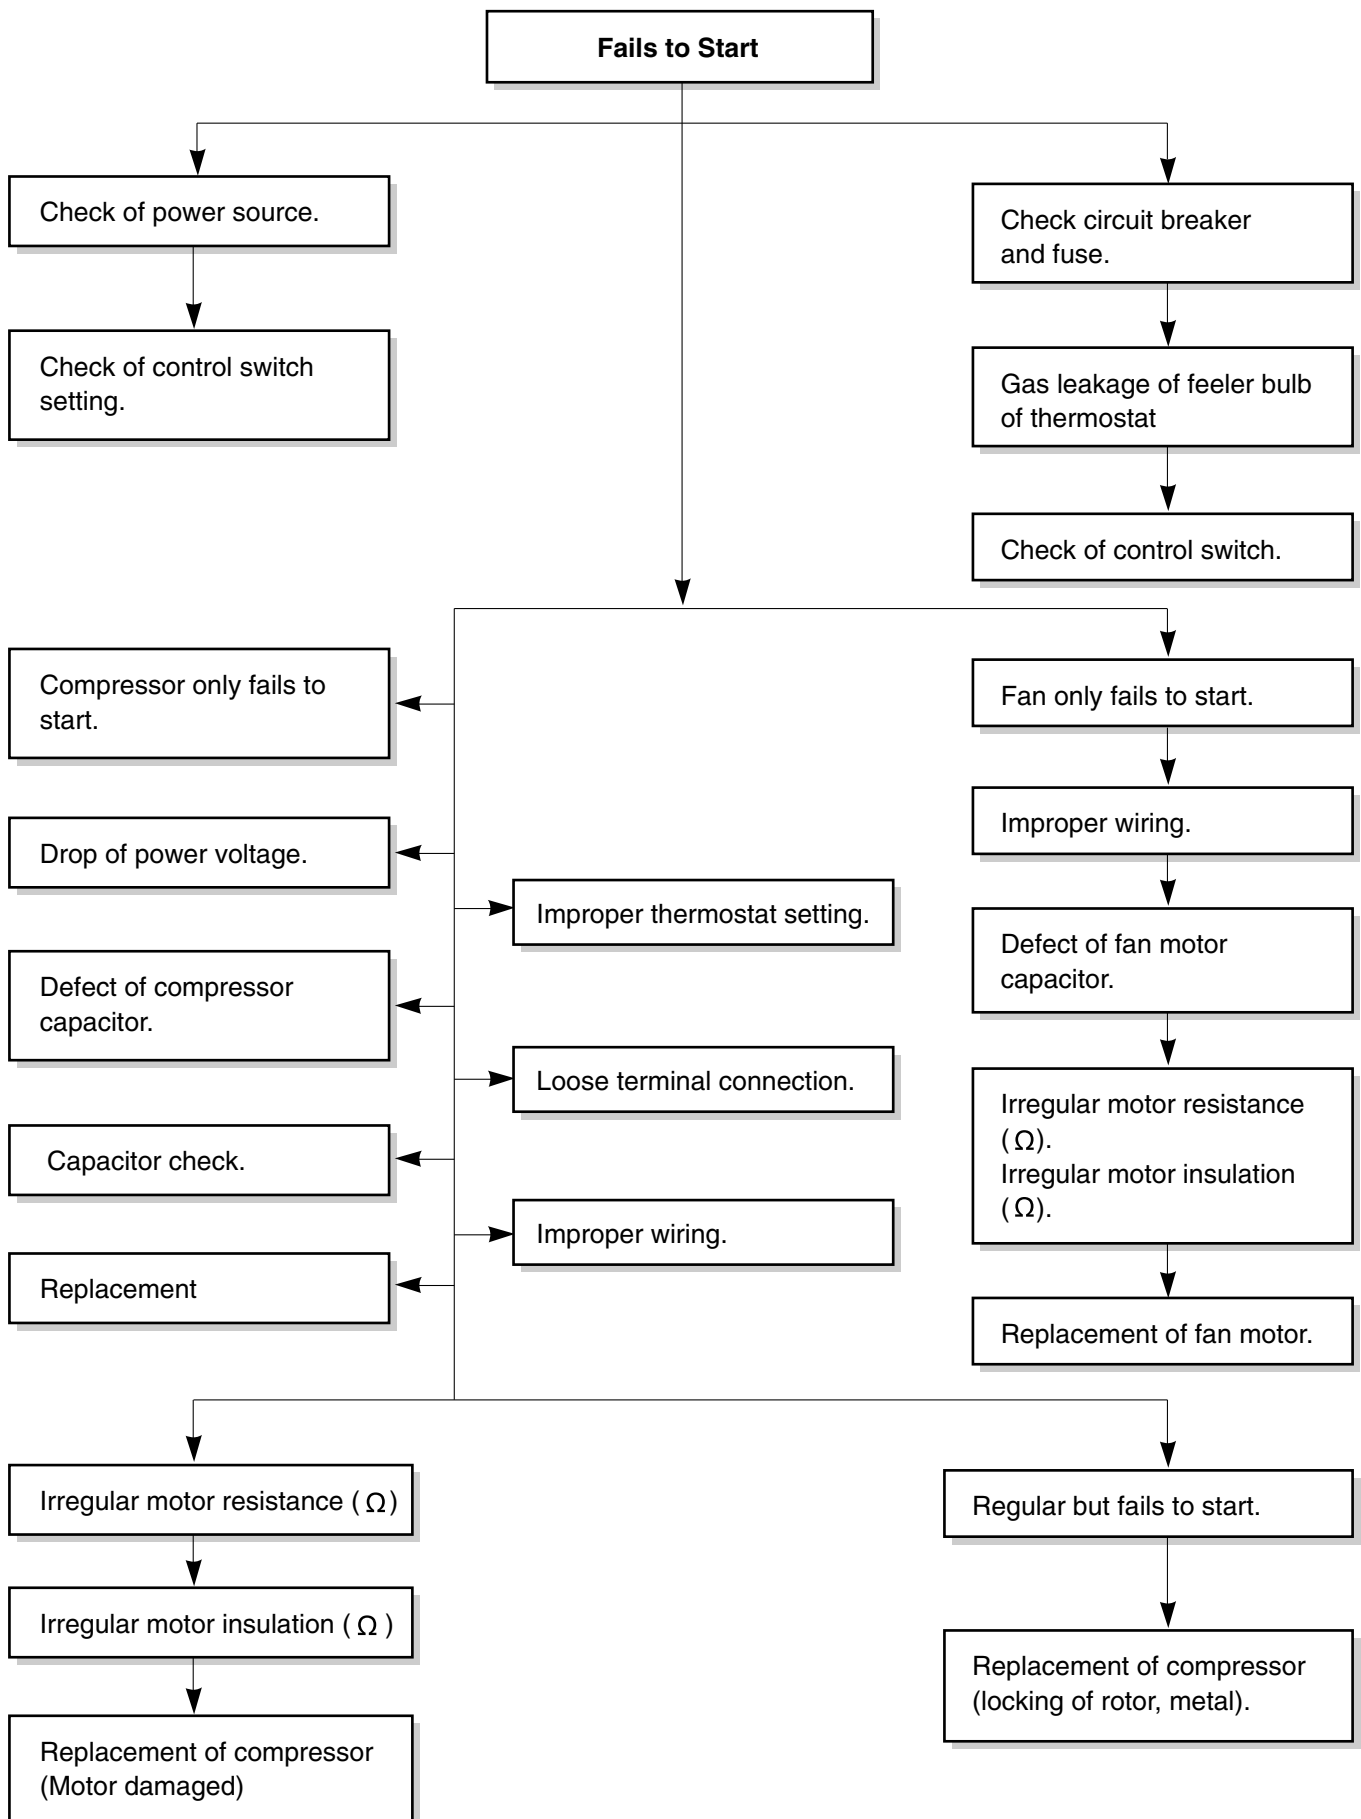 Fails to Start
Check of power source.
Check of control switch
setting.
Check circuit breaker
and fuse.
Gas leakage of feeler bulb
of thermostat
Check of control switch.
Compressor only fails to
start.
Drop of power voltage.
Defect of compressor
capacitor.
Capacitor check.
Replacement
Improper thermostat setting.
Loose terminal connection.
Improper wiring.
Fan only fails to start.
Improper wiring.
Defect of fan motor
capacitor.
Irregular motor resistance
(Ω).
Irregular motor insulation
(Ω).
Replacement of fan motor.
Irregular motor resistance (Ω)
Irregular motor insulation (Ω)
Replacement of compressor
(Motor damaged)
Regular but fails to start.
Replacement of compressor
(locking of rotor, metal).